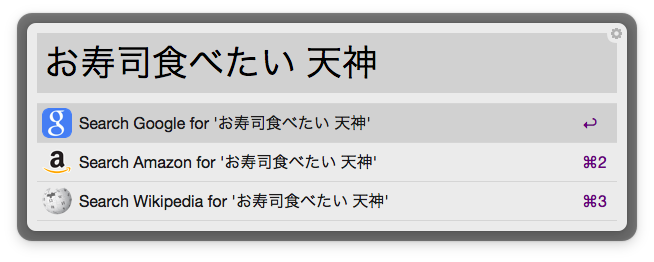 お寿司食べたい 天神
Search Google for 'お寿司食べたい 天神' ↩
Search Amazon for 'お寿司食べたい 天神' ⌘2
Search Wikipedia for 'お寿司食べたい 天神' ⌘3